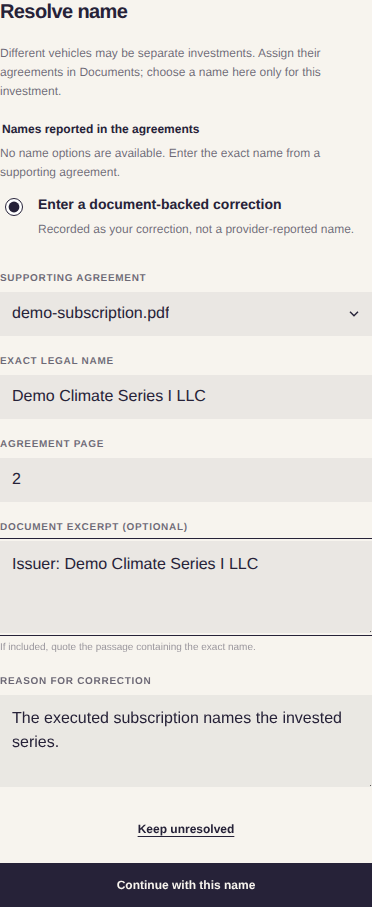 Resolve name
Different vehicles may be separate investments. Assign their
agreements in Documents; choose a name here only for this
investment.
Names reported in the agreements
No name options are available. Enter the exact name from a
supporting agreement.
Enter a document-backed correction
Recorded as your correction, not a provider-reported name.
SUPPORTING AGREEMENT
demo-subscription.pdf
EXACT LEGAL NAME
Demo Climate Series I LLC
AGREEMENT PAGE
2
DOCUMENT EXCERPT (OPTIONAL)
Issuer: Demo Climate Series I LLC
If included, quote the passage containing the exact name.
REASON FOR CORRECTION
The executed subscription names the invested
series.
Keep unresolved
Continue with this name